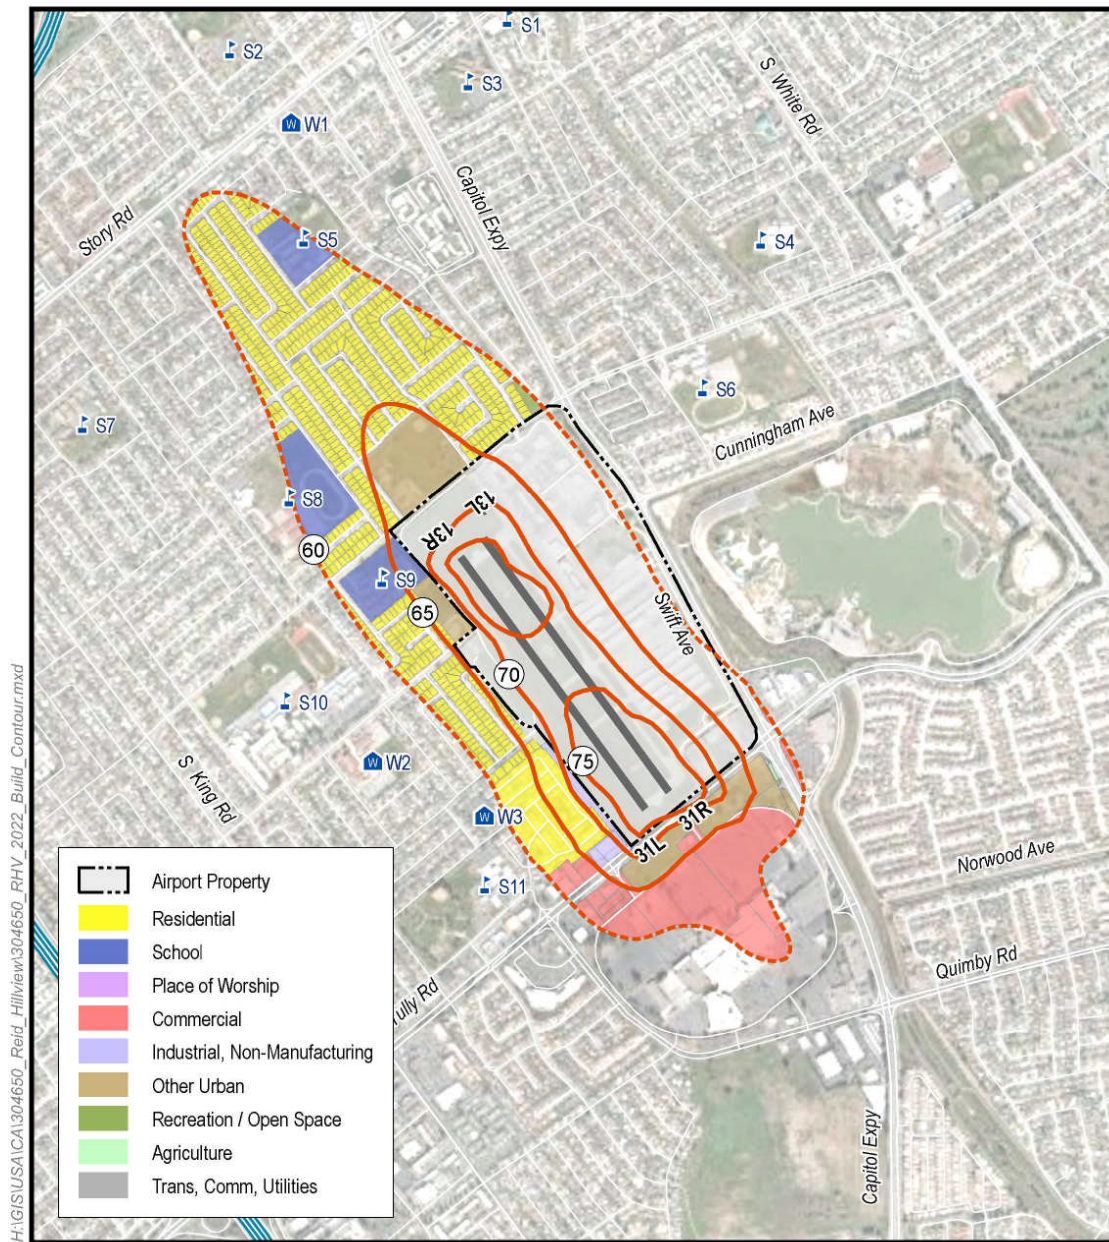 S1
S2
S3
S White Rd
W1
Capitol Expy
Story Rd
S5
S4
S6
S7
Cunningham Ave
S8
13L
13R
60
S9
65
Swift Ave
70
S10
75
W2
S King Rd
W3
31R
31L
Norwood Ave
S11
Quimby Rd
Tully Rd
Capitol Expy
Airport Property
Residential
School
Place of Worship
Commercial
Industrial, Non-Manufacturing
Other Urban
Recreation / Open Space
Agriculture
Trans, Comm, Utilities
H:\GIS\USA\CA\304650_Reid_Hillview\304650_RHV_2022_Build_Contour.mxd